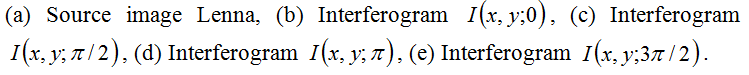 (a) Source image Lenna, (b) Interferogram I(x, y;0), (c) Interferogram
I(x, y; π/2), (d) Interferogram I(x, y; π), (e) Interferogram I(x, y;3π/2).